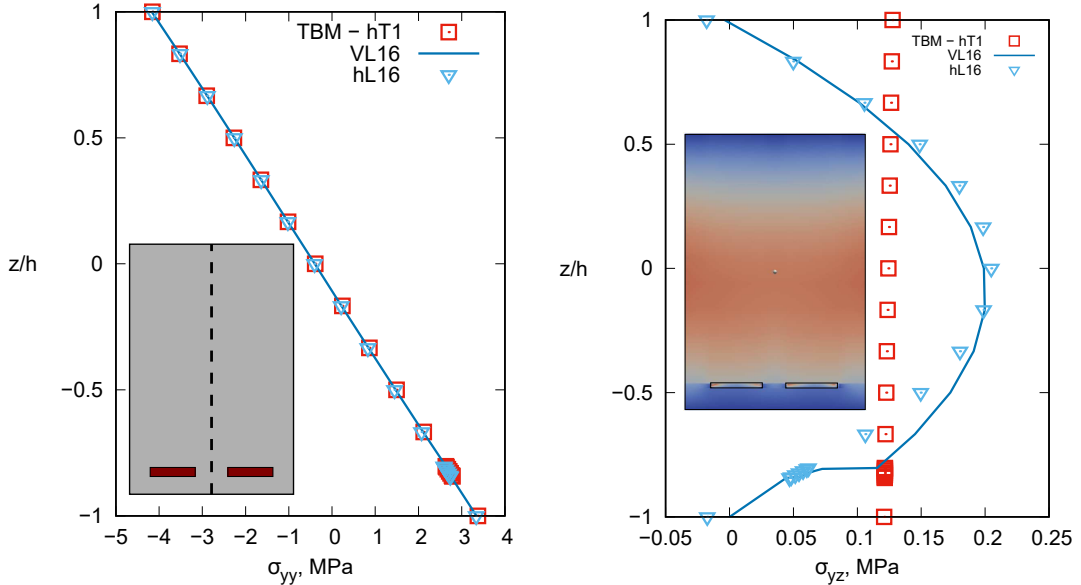 TBM − hT1
VL16
hL16
1
0.5
z/h
0
−0.5
−1
−5 −4 −3 −2 −1 0 1 2 3 4
σyy, MPa
TBM − hT1
VL16
hL16
1
0.5
z/h
0
−0.5
−1
−0.05 0 0.05 0.1 0.15 0.2 0.25
σyz, MPa